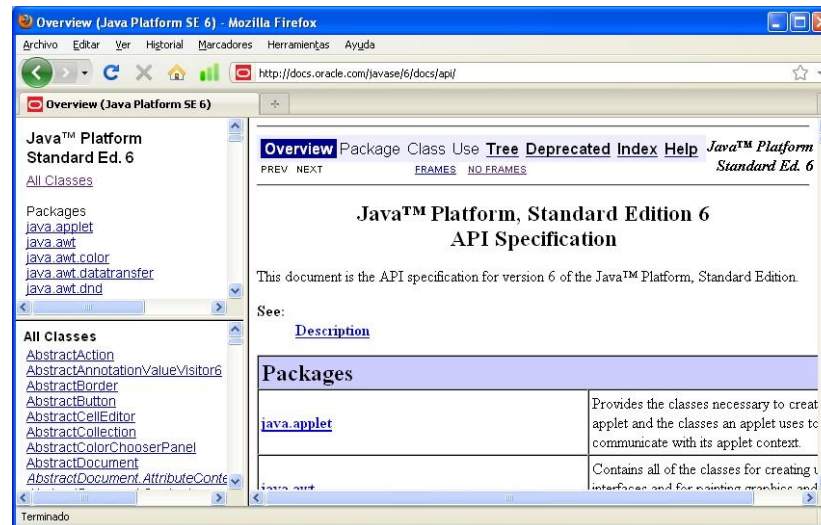 Overview (Java Platform SE 6) - Mozilla Firefox
Archivo Editar Ver Historial Marcadores Herramientas Ayuda
http://docs.oracle.com/javase/6/docs/api/
Overview (Java Platform SE 6)
Java™ Platform
Standard Ed. 6
All Classes
Packages
java.applet
java.awt
java.awt.color
java.awt.datatransfer
java.awt.dnd
All Classes
AbstractAction
AbstractAnnotationValueVisitor6
AbstractBorder
AbstractButton
AbstractCellEditor
AbstractCollection
AbstractColorChooserPanel
AbstractDocument
AbstractDocument.AttributeConte
Overview Package Class Use Tree Deprecated Index Help
PREV NEXT FRAMES NO FRAMES
Java™ Platform
Standard Ed. 6
Java™ Platform, Standard Edition 6
API Specification
This document is the API specification for version 6 of the Java™ Platform, Standard Edition.
See:
Description
Packages
java.applet
Provides the classes necessary to creat
applet and the classes an applet uses to
communicate with its applet context.
java.awt
Contains all of the classes for creating u
interfaces and for painting graphics and
Terminado